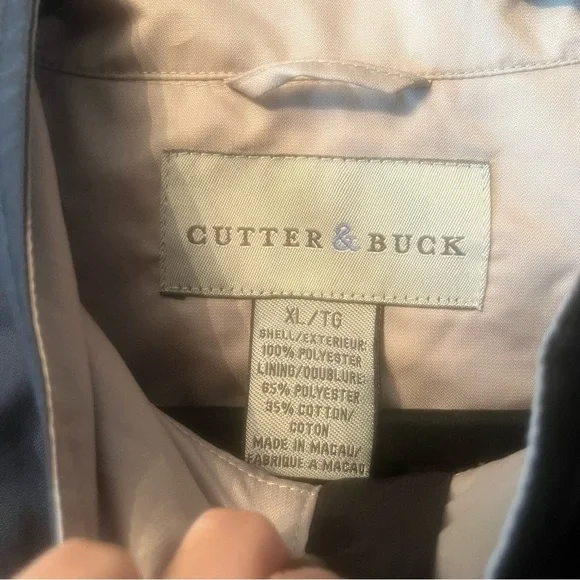 CUTTER & BUCK
XL/TG
SHELL/EXTERIEUR:
100% POLYESTER
LINING/DOUBLURE:
65% POLYESTER
35% COTTON/
COTON
MADE IN MACAU/
FABRIQUE A MACAO